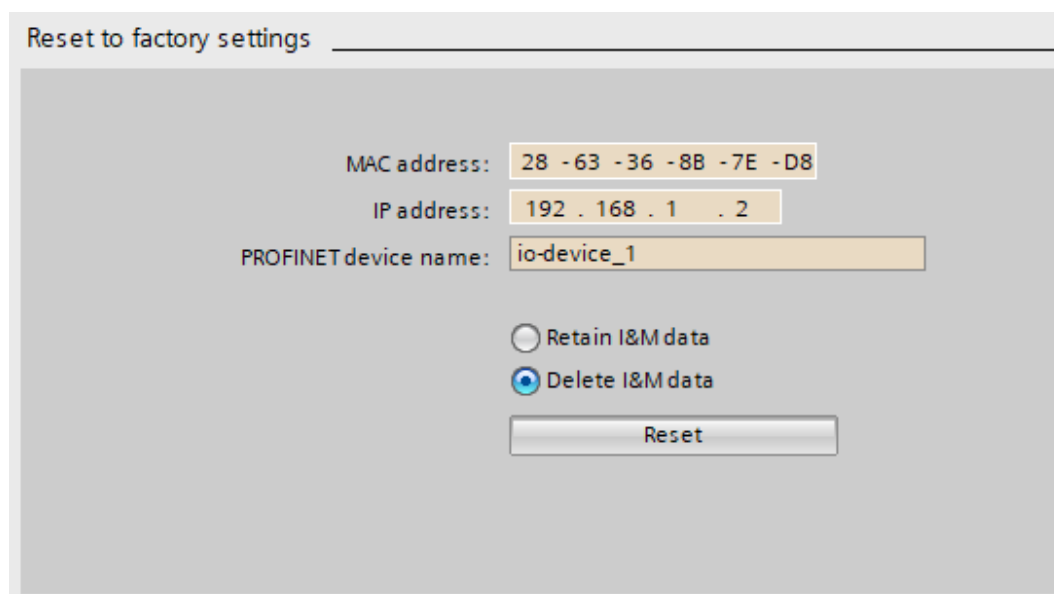 Reset to factory settings
MAC address: 28 -63 -36 -8B -7E -D8
IP address: 192 . 168 . 1 . 2
PROFINET device name: io-device_1
Retain I&M data
Delete I&M data
Reset